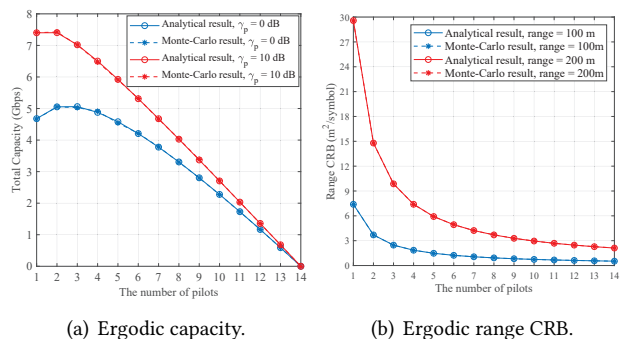 Analytical result, γp = 0 dB
Monte-Carlo result, γp = 0 dB
Analytical result, γp = 10 dB
Monte-Carlo result, γp = 10 dB
Total Capacity (Gbps)
8
7
6
5
4
3
2
1
0
1 2 3 4 5 6 7 8 9 10 11 12 13 14
The number of pilots
(a) Ergodic capacity.
Analytical result, range = 100 m
Monte-Carlo result, range = 100m
Analytical result, range = 200 m
Monte-Carlo result, range = 200m
Range CRB (m²/symbol)
30
27
24
21
18
15
12
9
6
3
0
1 2 3 4 5 6 7 8 9 10 11 12 13 14
The number of pilots
(b) Ergodic range CRB.